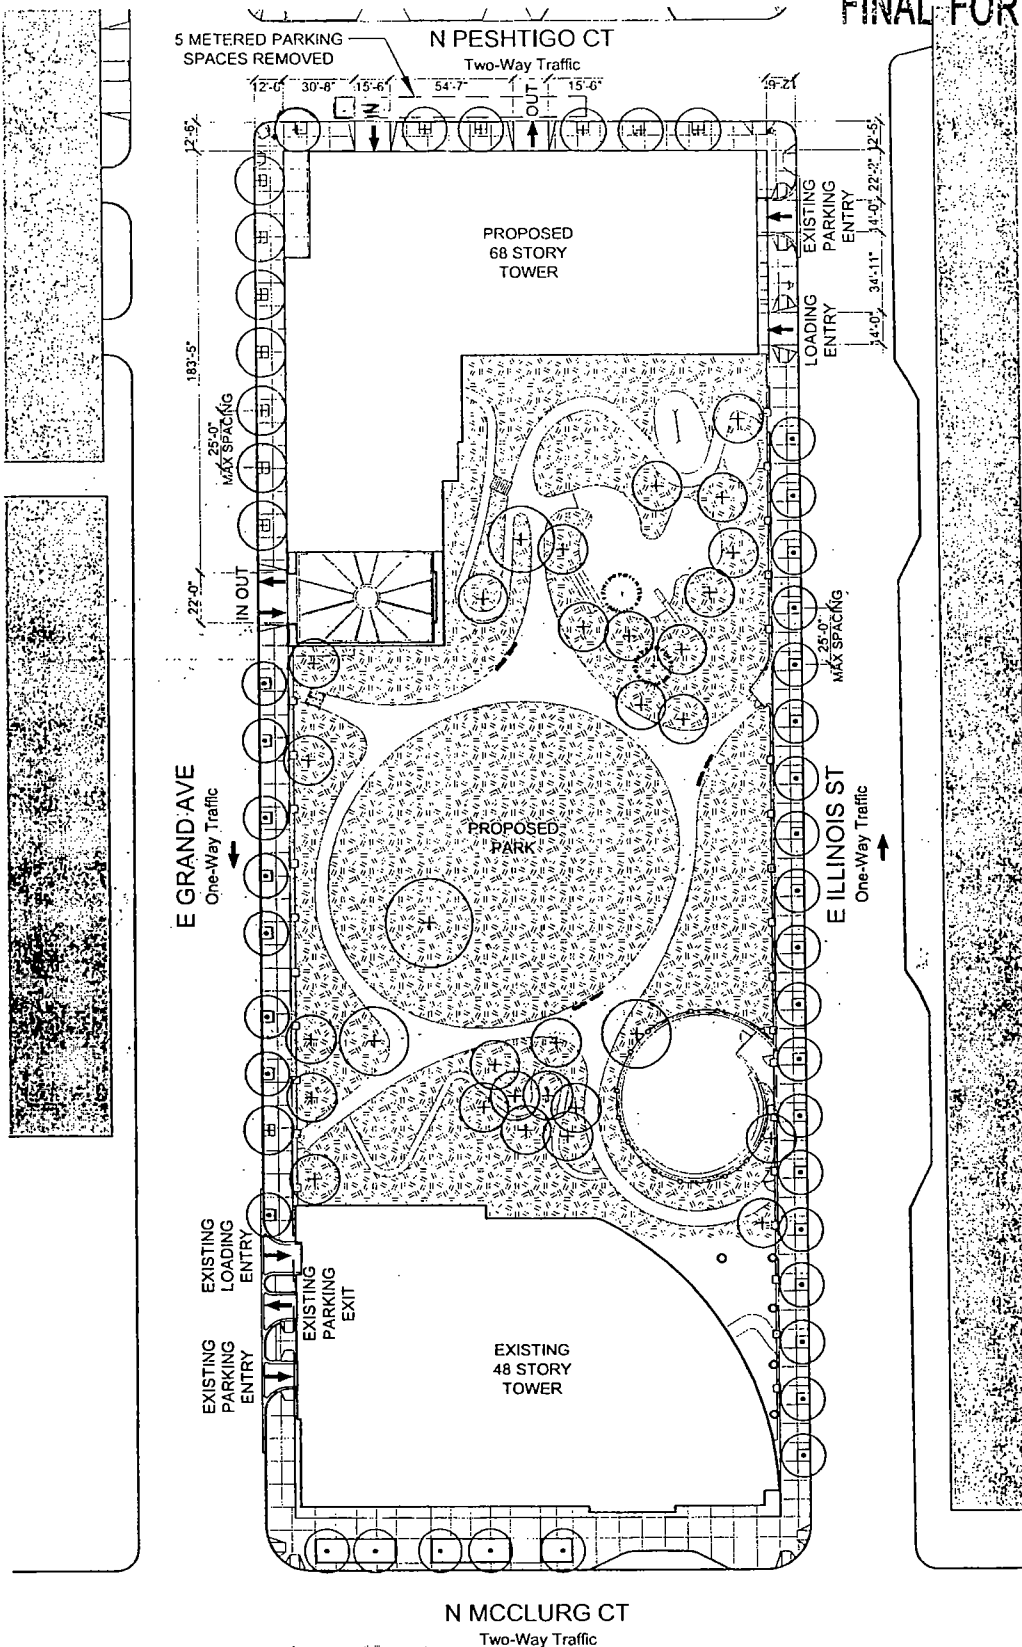 FINAL FOR
5 METERED PARKING
SPACES REMOVED
N PESHTIGO CT
Two-Way Traffic
12'-0"
30'-8"
15'-6"
54'-7"
15'-6"
IN
OUT
12'-6"
12'-5"
22'-2"
14'-0"
34'-11"
14'-0"
EXISTING
PARKING
ENTRY
LOADING
ENTRY
PROPOSED
68 STORY
TOWER
183'-5"
25'-0"
MAX SPACING
22'-0"
IN OUT
25'-0"
MAX SPACING
E GRAND AVE
One-Way Traffic
PROPOSED
PARK
E ILLINOIS ST
One-Way Traffic
EXISTING
LOADING
ENTRY
EXISTING
PARKING
EXIT
EXISTING
PARKING
ENTRY
EXISTING
48 STORY
TOWER
N MCCLURG CT
Two-Way Traffic